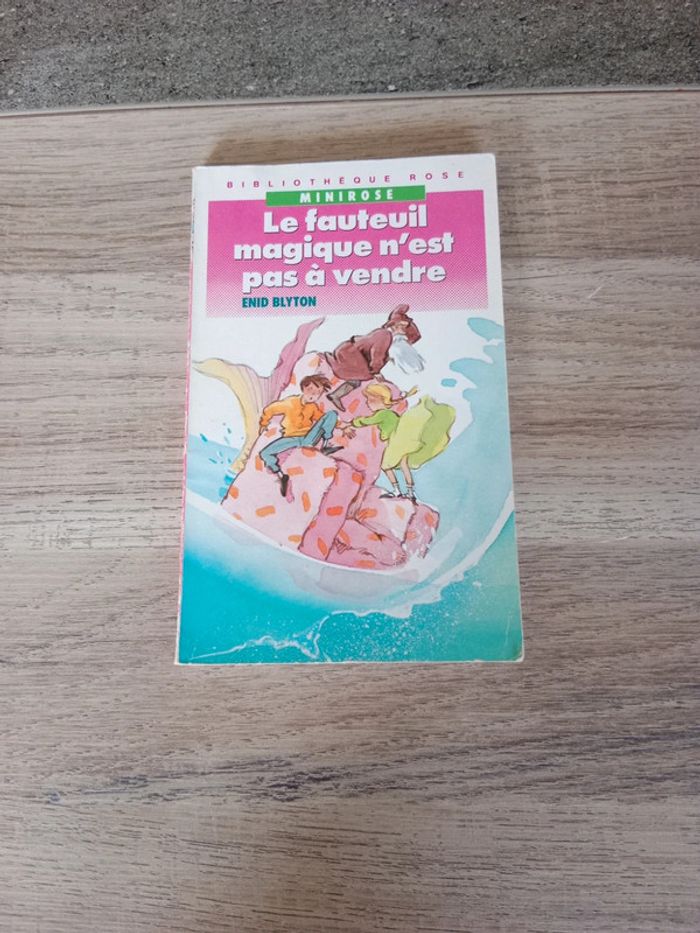 BIBLIOTHÈQUE ROSE
MINIROSE
Le fauteuil
magique n'est
pas à vendre
ENID BLYTON